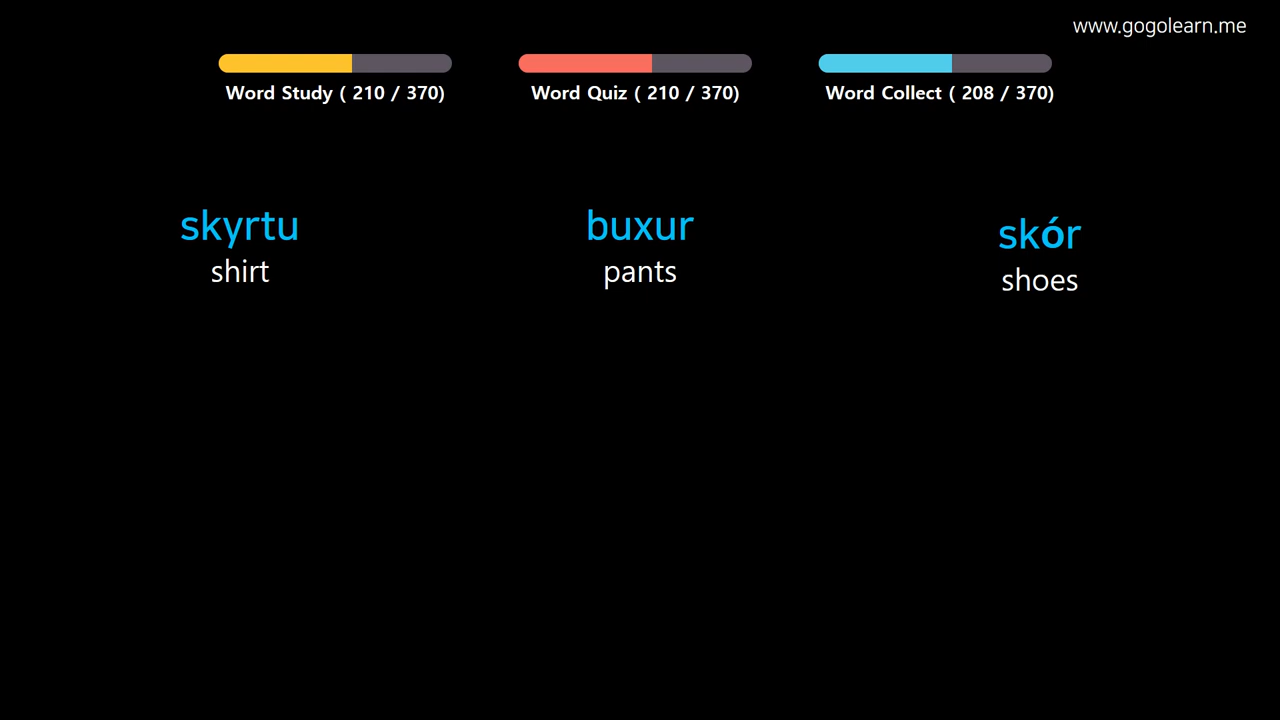 www.gogolearn.me
Word Study ( 210 / 370)
Word Quiz ( 210 / 370)
Word Collect ( 208 / 370)
skyrtu
shirt
buxur
pants
skór
shoes